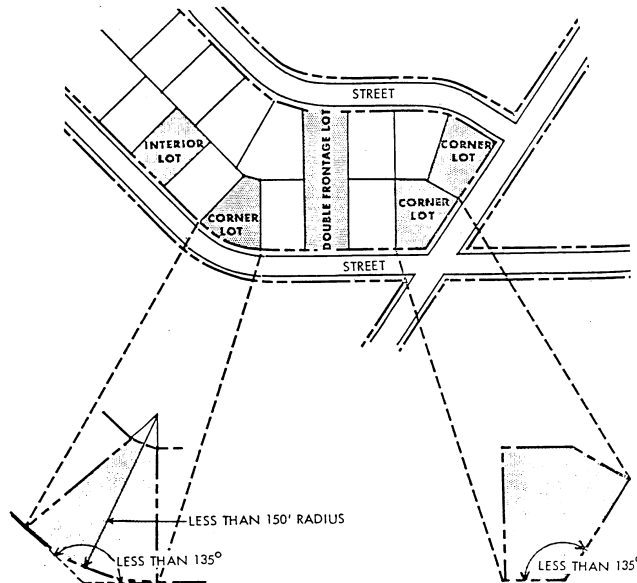 STREET
INTERIOR
LOT
DOUBLE FRONTAGE LOT
CORNER
LOT
CORNER
LOT
CORNER
LOT
STREET
LESS THAN 150' RADIUS
LESS THAN 135°
LESS THAN 135°